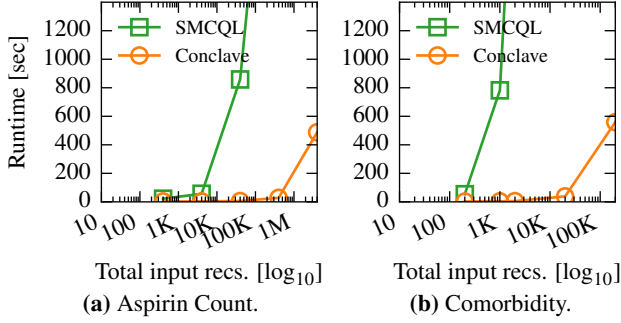 Runtime [sec]
1200
1000
800
600
400
200
0
SMCQL
Conclave
10
100
1K
10K
100K
1M
Total input recs. [log10]
(a) Aspirin Count.
1200
1000
800
600
400
200
0
SMCQL
Conclave
10
100
1K
10K
100K
Total input recs. [log10]
(b) Comorbidity.